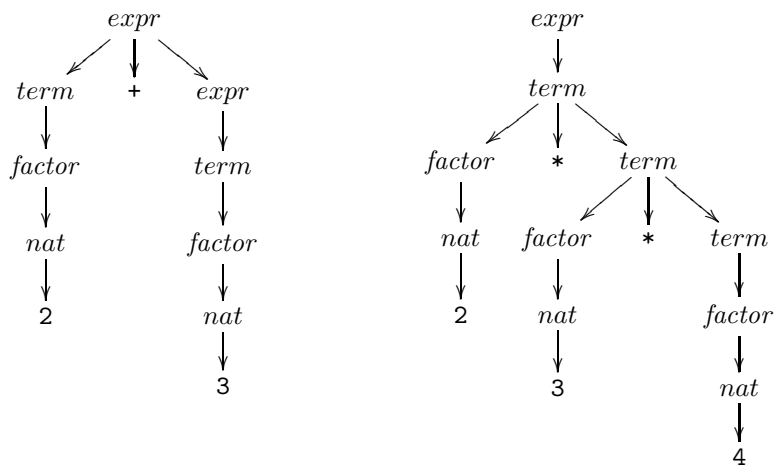 expr expr
term + expr term
factor term factor * term
nat factor nat factor * term
2 nat 2 nat factor
3 3 nat
4